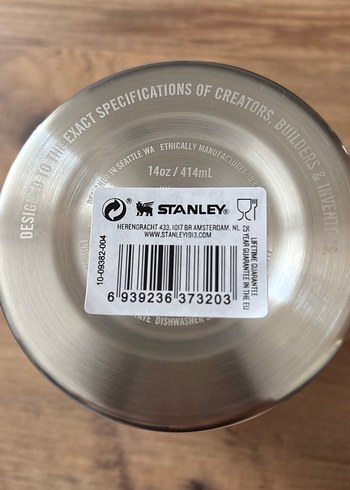 DESIGNED TO THE EXACT SPECIFICATIONS OF CREATORS, BUILDERS &
DESIGNED IN SEATTLE WA ETHICALLY
14oz / 414mL
STANLEY®
HERENGRACHT 433, 1017 BR AMSTERDAM, NL
WWW.STANLEY1913.COM
LIFETIME GUARANTEE
25 YEAR GUARANTEE IN THE EU
10-09382-004
6 939236 373203
DISHWASHER